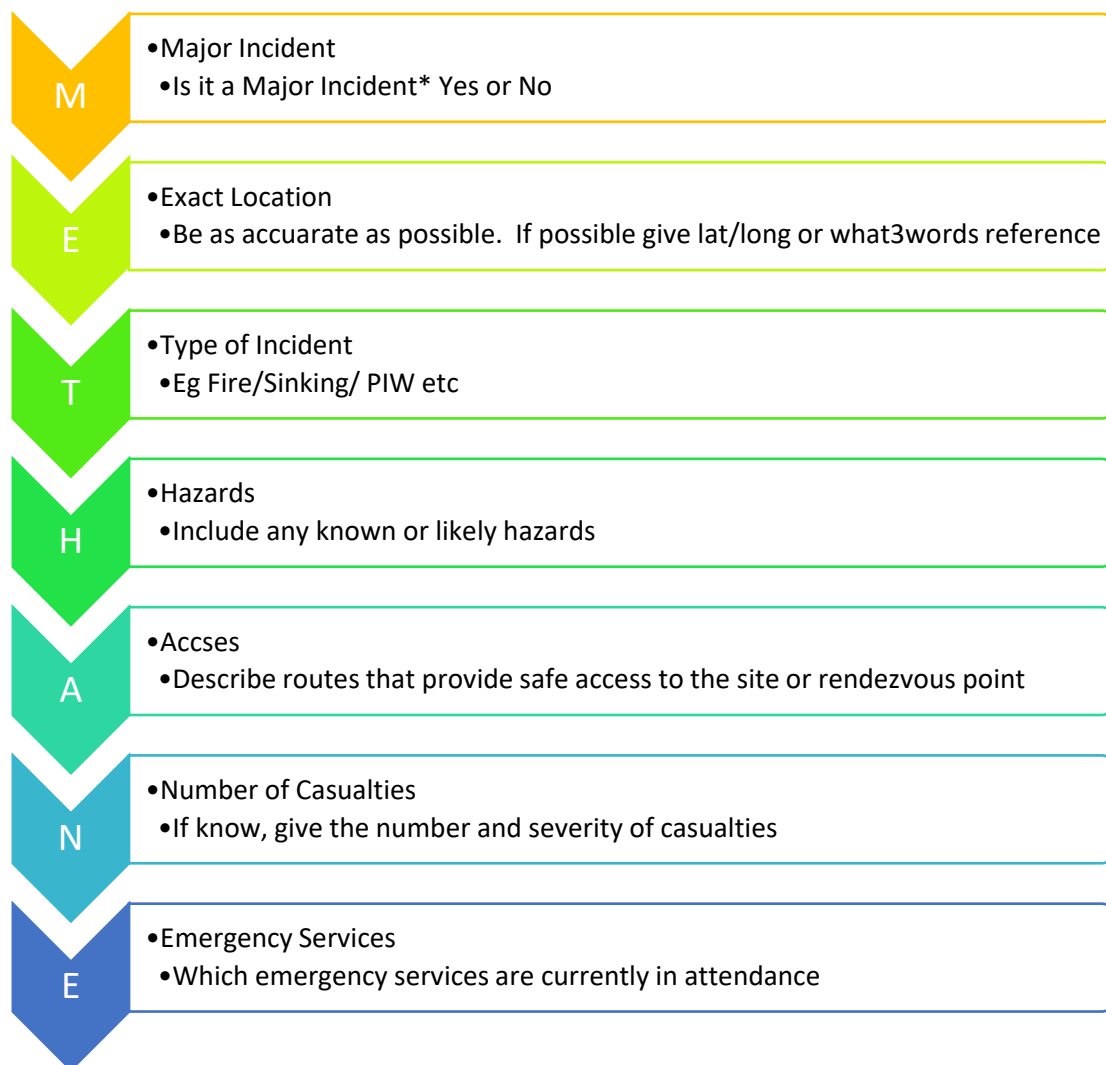 M
•Major Incident
•Is it a Major Incident* Yes or No
E
•Exact Location
•Be as accuarate as possible.  If possible give lat/long or what3words reference
T
•Type of Incident
•Eg Fire/Sinking/ PIW etc
H
•Hazards
•Include any known or likely hazards
A
•Accses
•Describe routes that provide safe access to the site or rendezvous point
N
•Number of Casualties
•If know, give the number and severity of casualties
E
•Emergency Services
•Which emergency services are currently in attendance